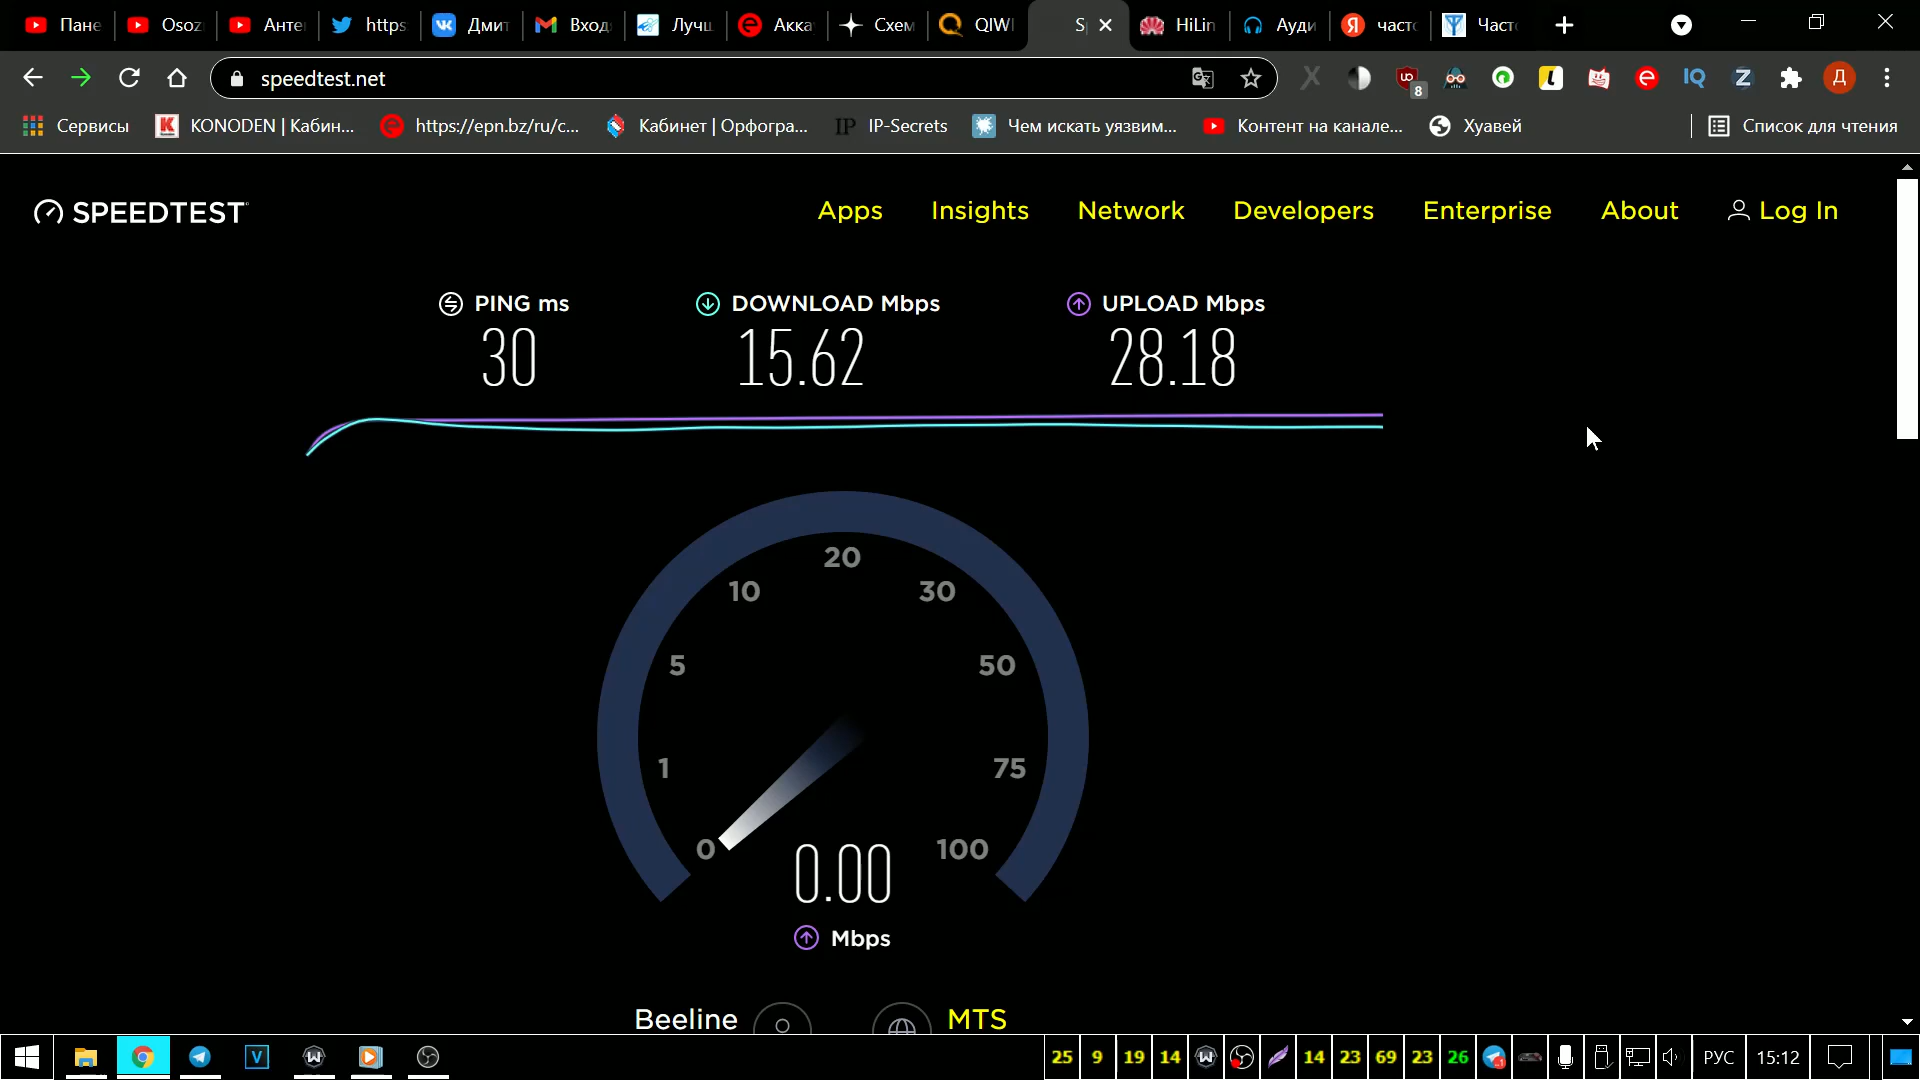 Пане
Osoz
Анте
https
Дми
Вход
Лучц
Акка
Схем
QIWI
S
HiLin
Ауди
част
Част
speedtest.net
8
Сервисы
KONODEN | Кабин...
https://epn.bz/ru/c...
Кабинет | Орфогра...
IP-Secrets
Чем искать уязвим...
Контент на канале...
Хуавей
Список для чтения
SPEEDTEST
Apps
Insights
Network
Developers
Enterprise
About
Log In
PING ms
DOWNLOAD Mbps
UPLOAD Mbps
30
15.62
28.18
20
10
30
5
50
1
75
0
100
0.00
Mbps
Beeline
MTS
25
9
19
14
14
23
69
23
26
РУС
15:12